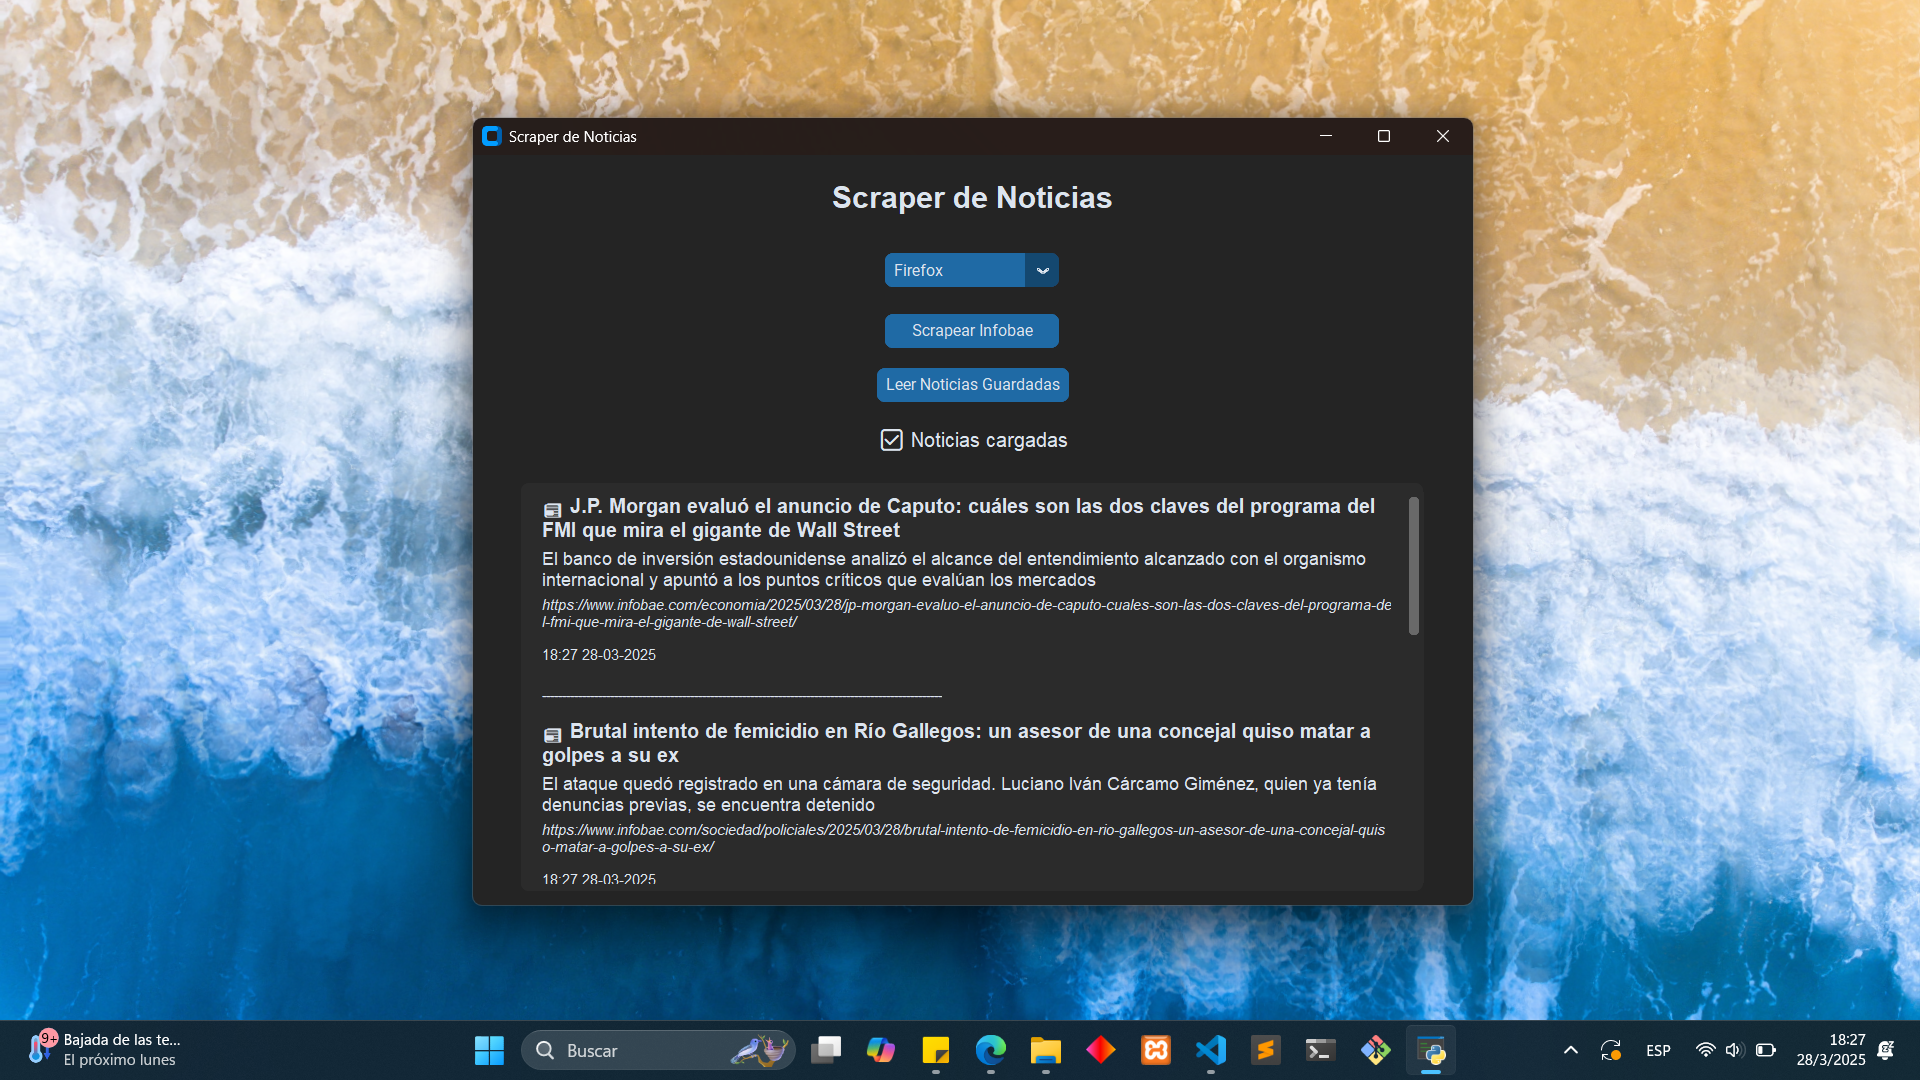 Scraper de Noticias
Scraper de Noticias
Firefox
Scrapear Infobae
Leer Noticias Guardadas
Noticias cargadas
J.P. Morgan evaluó el anuncio de Caputo: cuáles son las dos claves del programa del
FMI que mira el gigante de Wall Street
El banco de inversión estadounidense analizó el alcance del entendimiento alcanzado con el organismo
internacional y apuntó a los puntos críticos que evalúan los mercados
https://www.infobae.com/economia/2025/03/28/jp-morgan-evaluo-el-anuncio-de-caputo-cuales-son-las-dos-claves-del-programa-de
l-fmi-que-mira-el-gigante-de-wall-street/
18:27 28-03-2025
Brutal intento de femicidio en Río Gallegos: un asesor de una concejal quiso matar a
golpes a su ex
El ataque quedó registrado en una cámara de seguridad. Luciano Iván Cárcamo Giménez, quien ya tenía
denuncias previas, se encuentra detenido
https://www.infobae.com/sociedad/policiales/2025/03/28/brutal-intento-de-femicidio-en-rio-gallegos-un-asesor-de-una-concejal-quis
o-matar-a-golpes-a-su-ex/
18:27 28-03-2025
9+
Bajada de las te...
El próximo lunes
Buscar
ESP
18:27
28/3/2025